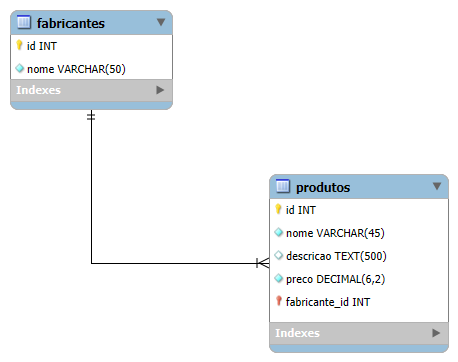 fabricantes
id INT
nome VARCHAR(50)
Indexes
produtos
id INT
nome VARCHAR(45)
descricao TEXT(500)
preco DECIMAL(6,2)
fabricante_id INT
Indexes